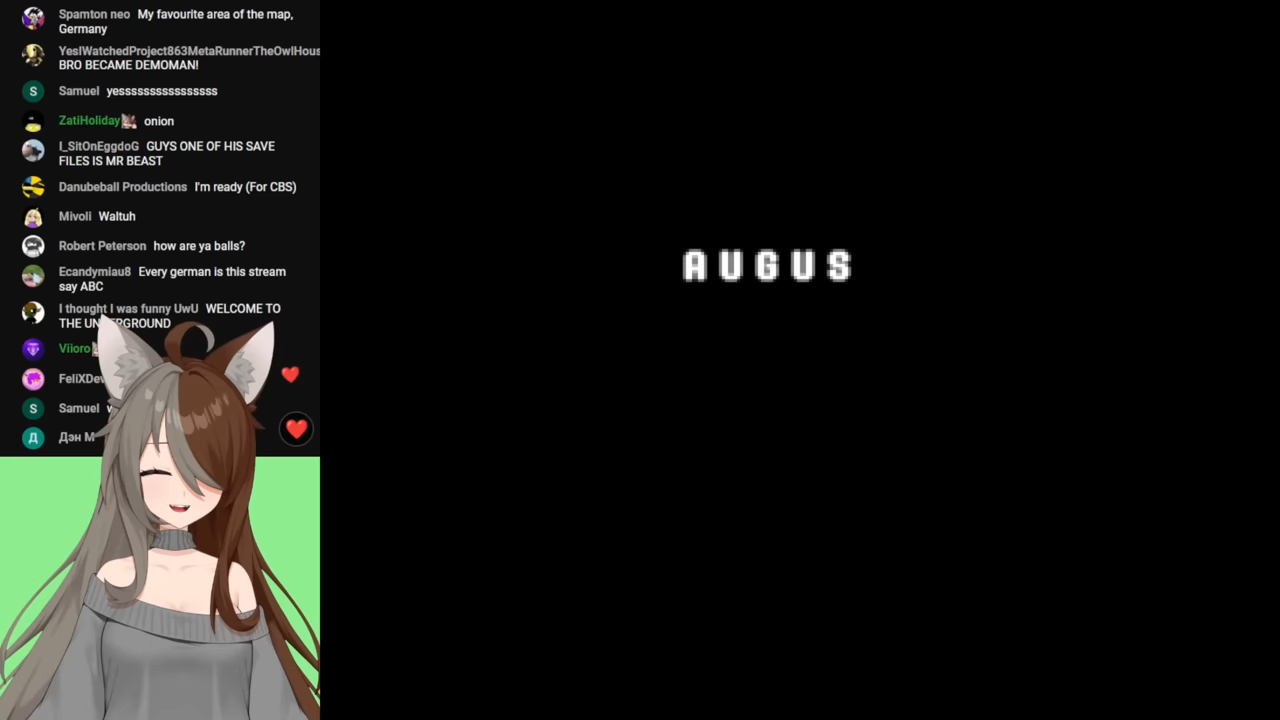 Spamton neo My favourite area of the map,
Germany
YesIWatchedProject863MetaRunnerTheOwlHous
BRO BECAME DEMOMAN!
S Samuel yesssssssssssssss
ZatiHoliday onion
I_SitOnEggdoG GUYS ONE OF HIS SAVE
FILES IS MR BEAST
Danubeball Productions I'm ready (For CBS)
Mivoli Waltuh
Robert Peterson how are ya balls?
Ecandymiau8 Every german is this stream
say ABC
I thought I was funny UwU WELCOME TO
THE UNDERGROUND
Viioro
FeliXDev
S Samuel
Д Дэн М
AUGUS